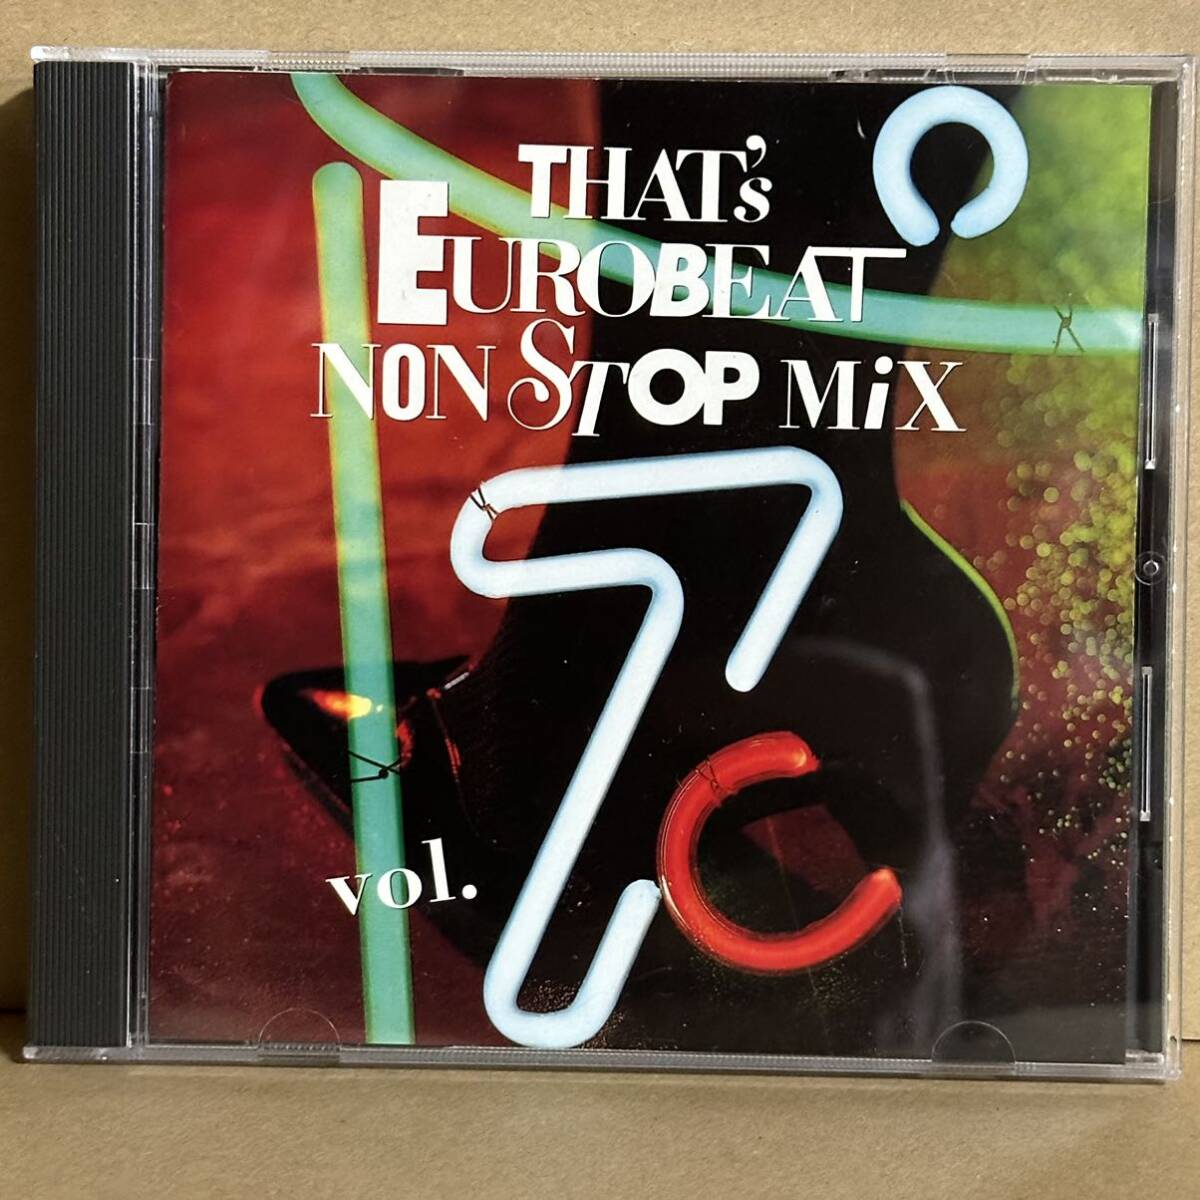 THAT's
EUROBEAT
NON STOP MiX
vol. 7